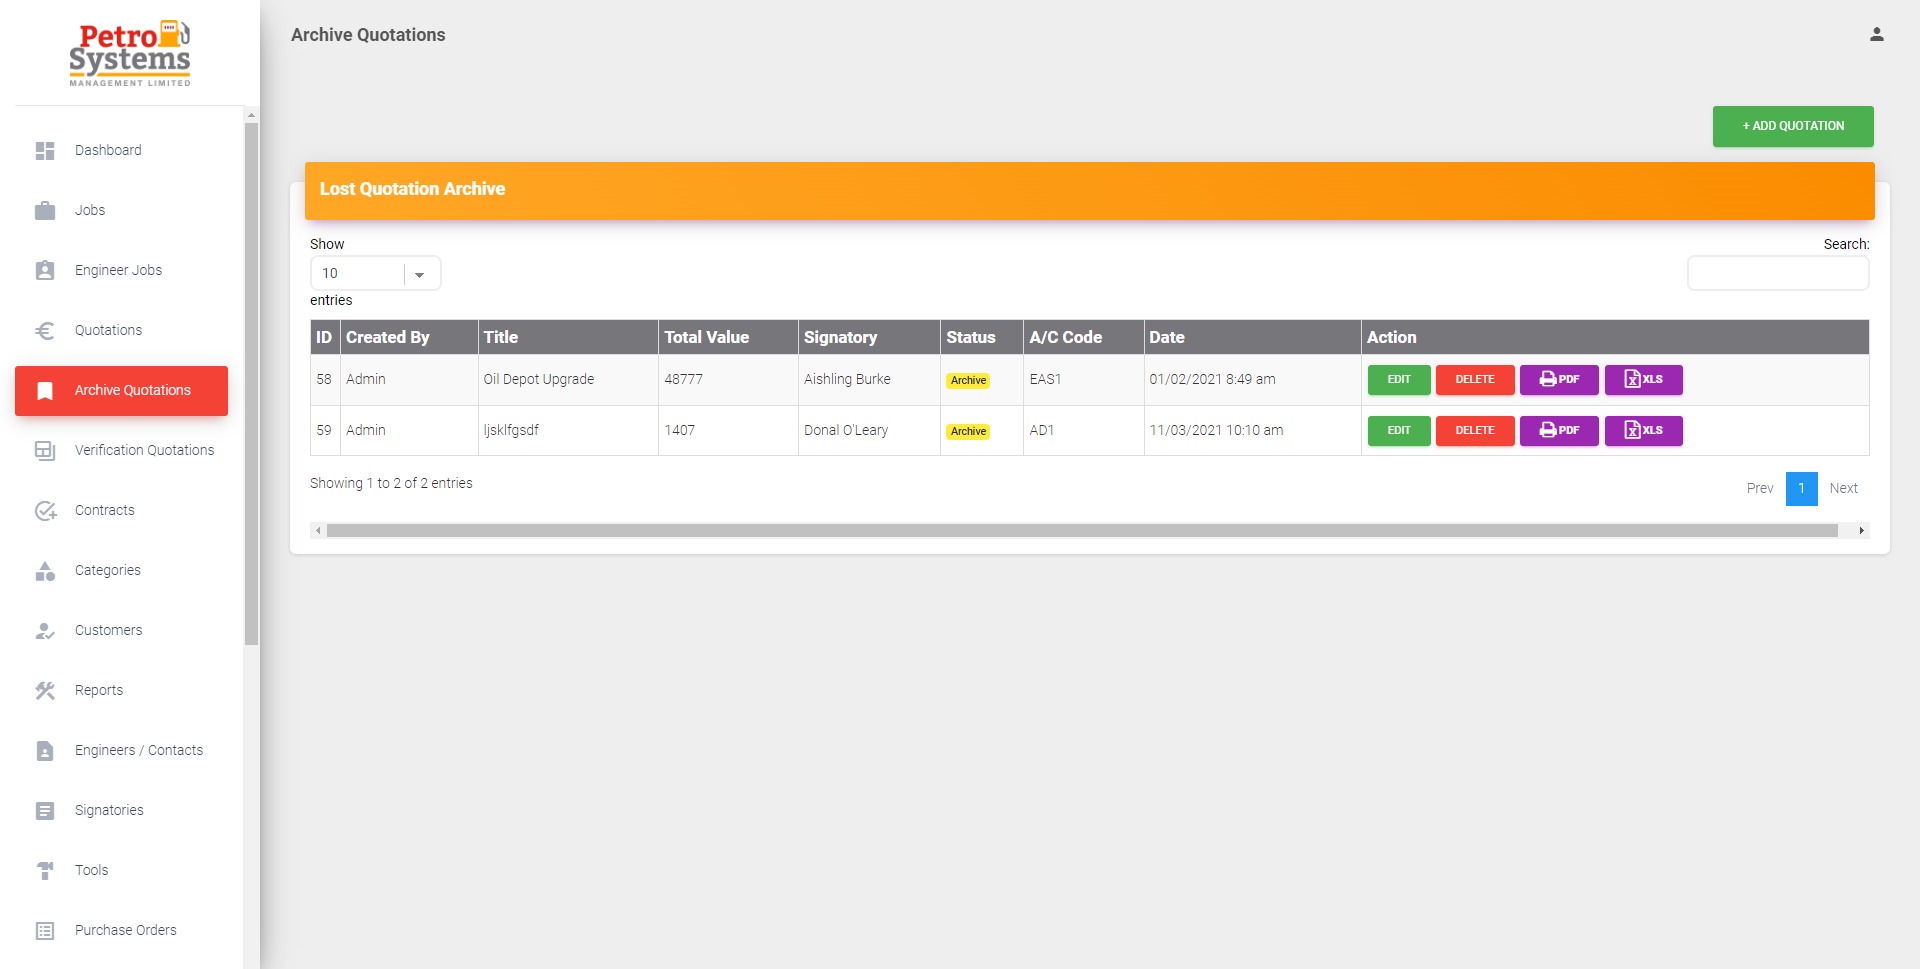 Petro
Systems
MANAGEMENT LIMITED
Dashboard
Jobs
Engineer Jobs
Quotations
Archive Quotations
Verification Quotations
Contracts
Categories
Customers
Reports
Engineers / Contacts
Signatories
Tools
Purchase Orders
Archive Quotations
+ ADD QUOTATION
Lost Quotation Archive
Show
10
entries
Search:
ID Created By Title Total Value Signatory Status A/C Code Date Action
58 Admin Oil Depot Upgrade 48777 Aishling Burke Archive EAS1 01/02/2021 8:49 am EDIT DELETE PDF XLS
59 Admin ljsklfgsdf 1407 Donal O'Leary Archive AD1 11/03/2021 10:10 am EDIT DELETE PDF XLS
Showing 1 to 2 of 2 entries
Prev 1 Next